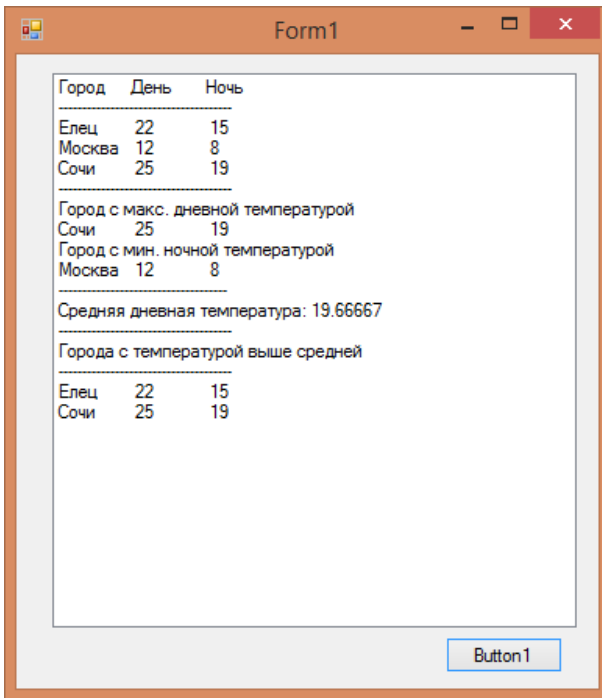 Form1
Город День Ночь
-------------------------------------
Елец 22 15
Москва 12 8
Сочи 25 19
-------------------------------------
Город с макс. дневной температурой
Сочи 25 19
Город с мин. ночной температурой
Москва 12 8
------------------------------------
Средняя дневная температура: 19.66667
-------------------------------------
Города с температурой выше средней
-------------------------------------
Елец 22 15
Сочи 25 19
Button1